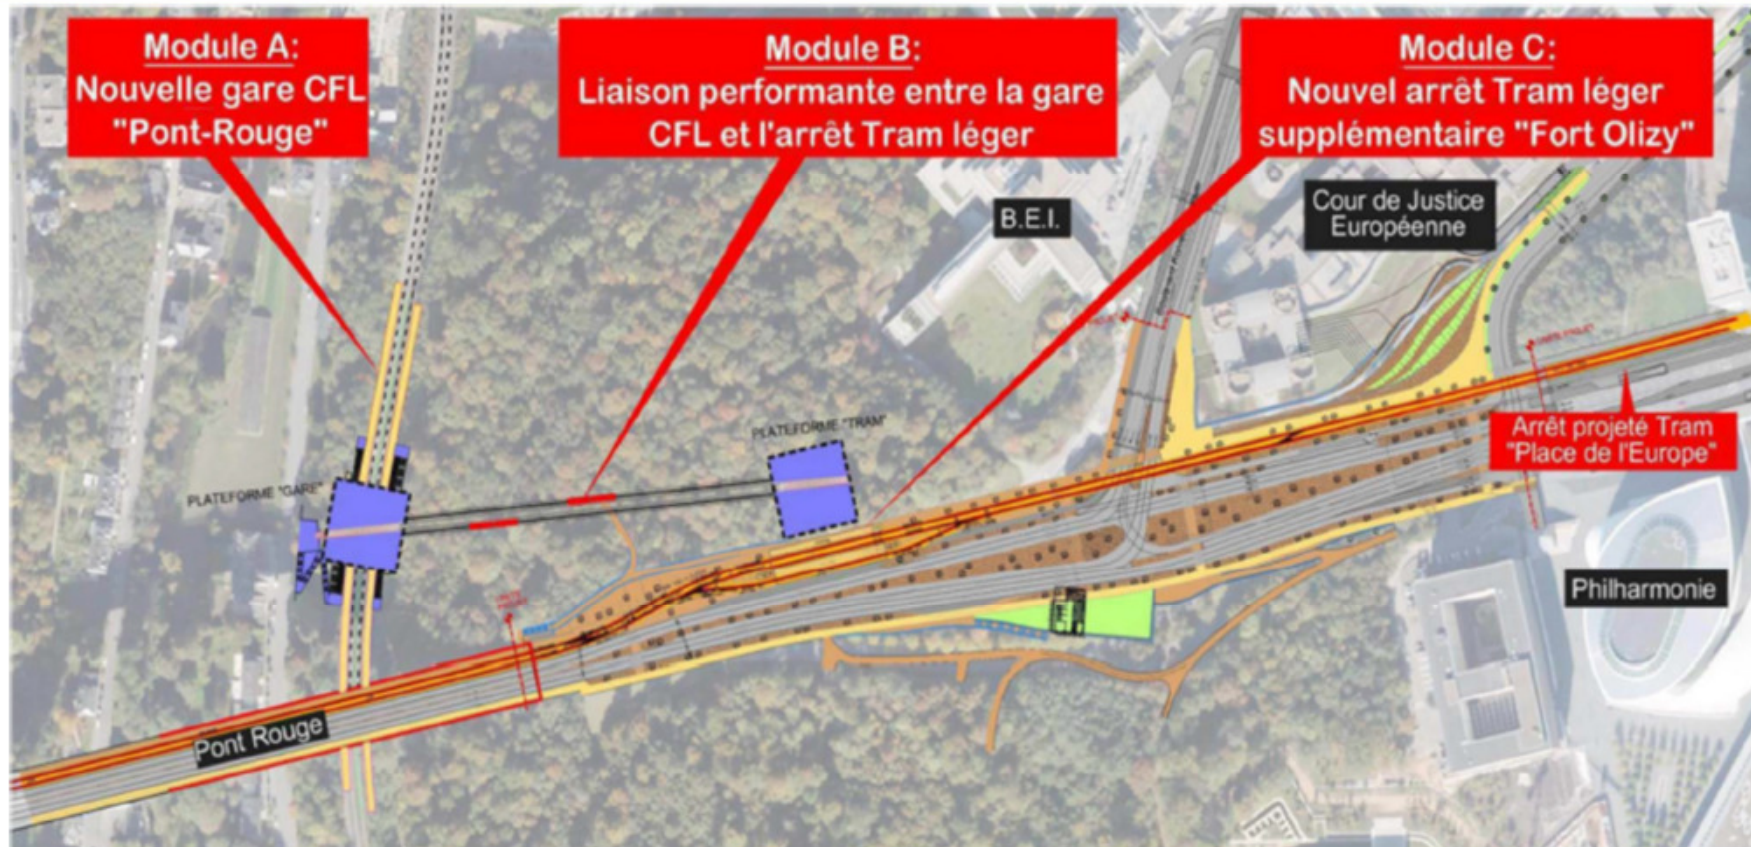 Module A:
Nouvelle gare CFL
"Pont-Rouge"
Module B:
Liaison performante entre la gare
CFL et l'arrêt Tram léger
Module C:
Nouvel arrêt Tram léger
supplémentaire "Fort Olizy"
B.E.I.
Cour de Justice
Européenne
PLATEFORME "TRAM"
PLATEFORME "GARE"
Arrêt projeté Tram
"Place de l'Europe"
Philharmonie
Pont Rouge